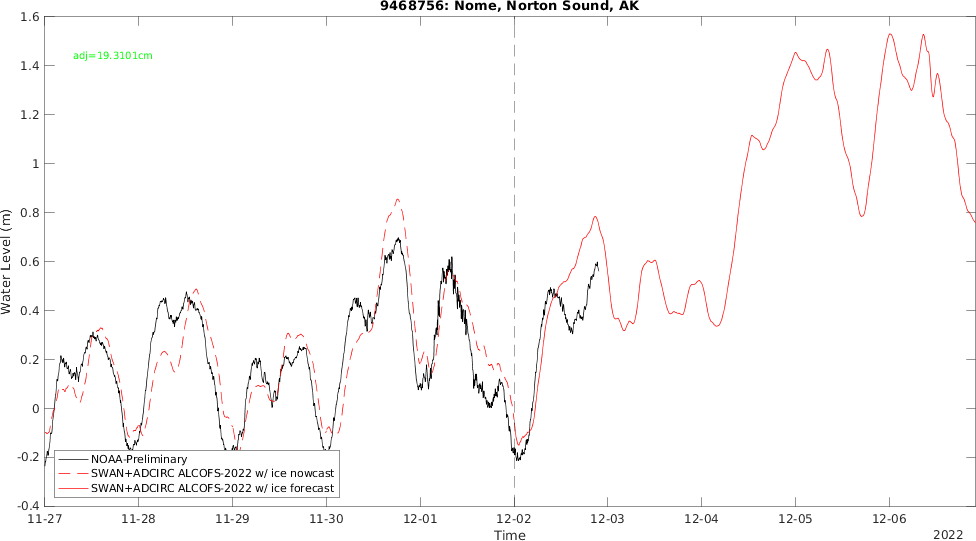 9468756: Nome, Norton Sound, AK
1.6
adj=19.3101cm
1.4
1.2
1
0.8
0.6
0.4
0.2
0
-0.2
-0.4
Water Level (m)
NOAA-Preliminary
SWAN+ADCIRC ALCOFS-2022 w/ ice nowcast
SWAN+ADCIRC ALCOFS-2022 w/ ice forecast
11-27 11-28 11-29 11-30 12-01 12-02 12-03 12-04 12-05 12-06
Time
2022